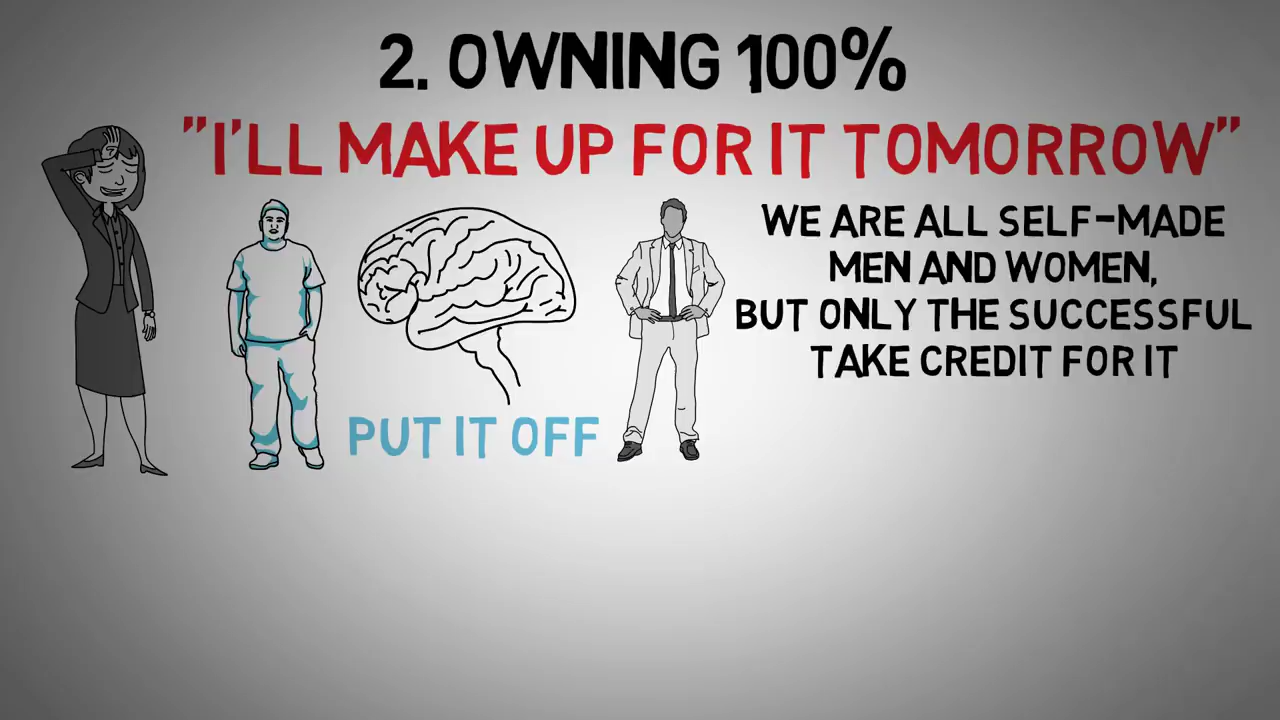 2. OWNING 100%
"I'LL MAKE UP FOR IT TOMORROW"
WE ARE ALL SELF-MADE
MEN AND WOMEN,
BUT ONLY THE SUCCESSFUL
TAKE CREDIT FOR IT
PUT IT OFF